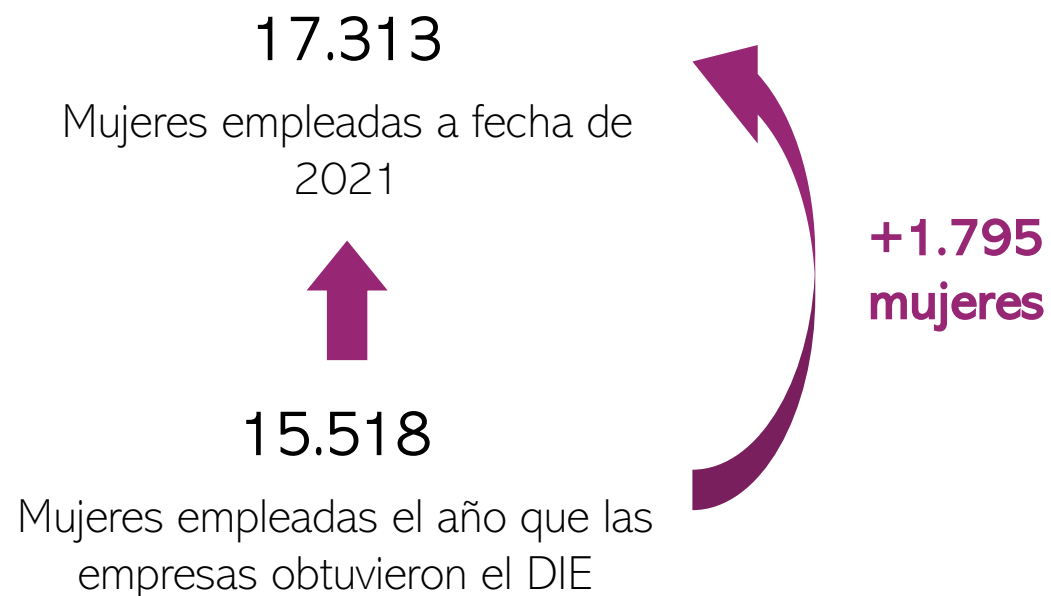 17.313
Mujeres empleadas a fecha de
2021
+1.795
mujeres
15.518
Mujeres empleadas el año que las
empresas obtuvieron el DIE